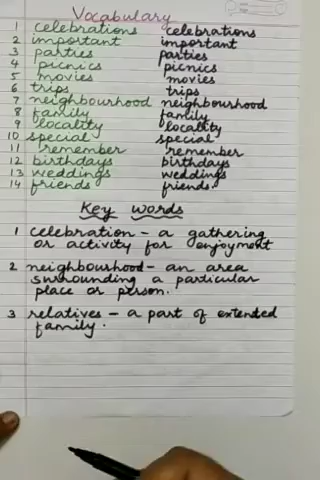 Vocabulary
1 celebrations celebrations
2 important important
3 parties parties
4 picnics picnics
5 movies movies
6 trips trips
7 neighbourhood neighbourhood
8 family family
9 locality locality
10 special special
11 remember remember
12 birthdays birthdays
13 weddings weddings
14 friends friends.
Key words
1 celebration - a gathering
or activity for enjoyment
2 neighbourhood - an area
surrounding a particular
place or person.
3 relatives - a part of extended
family.